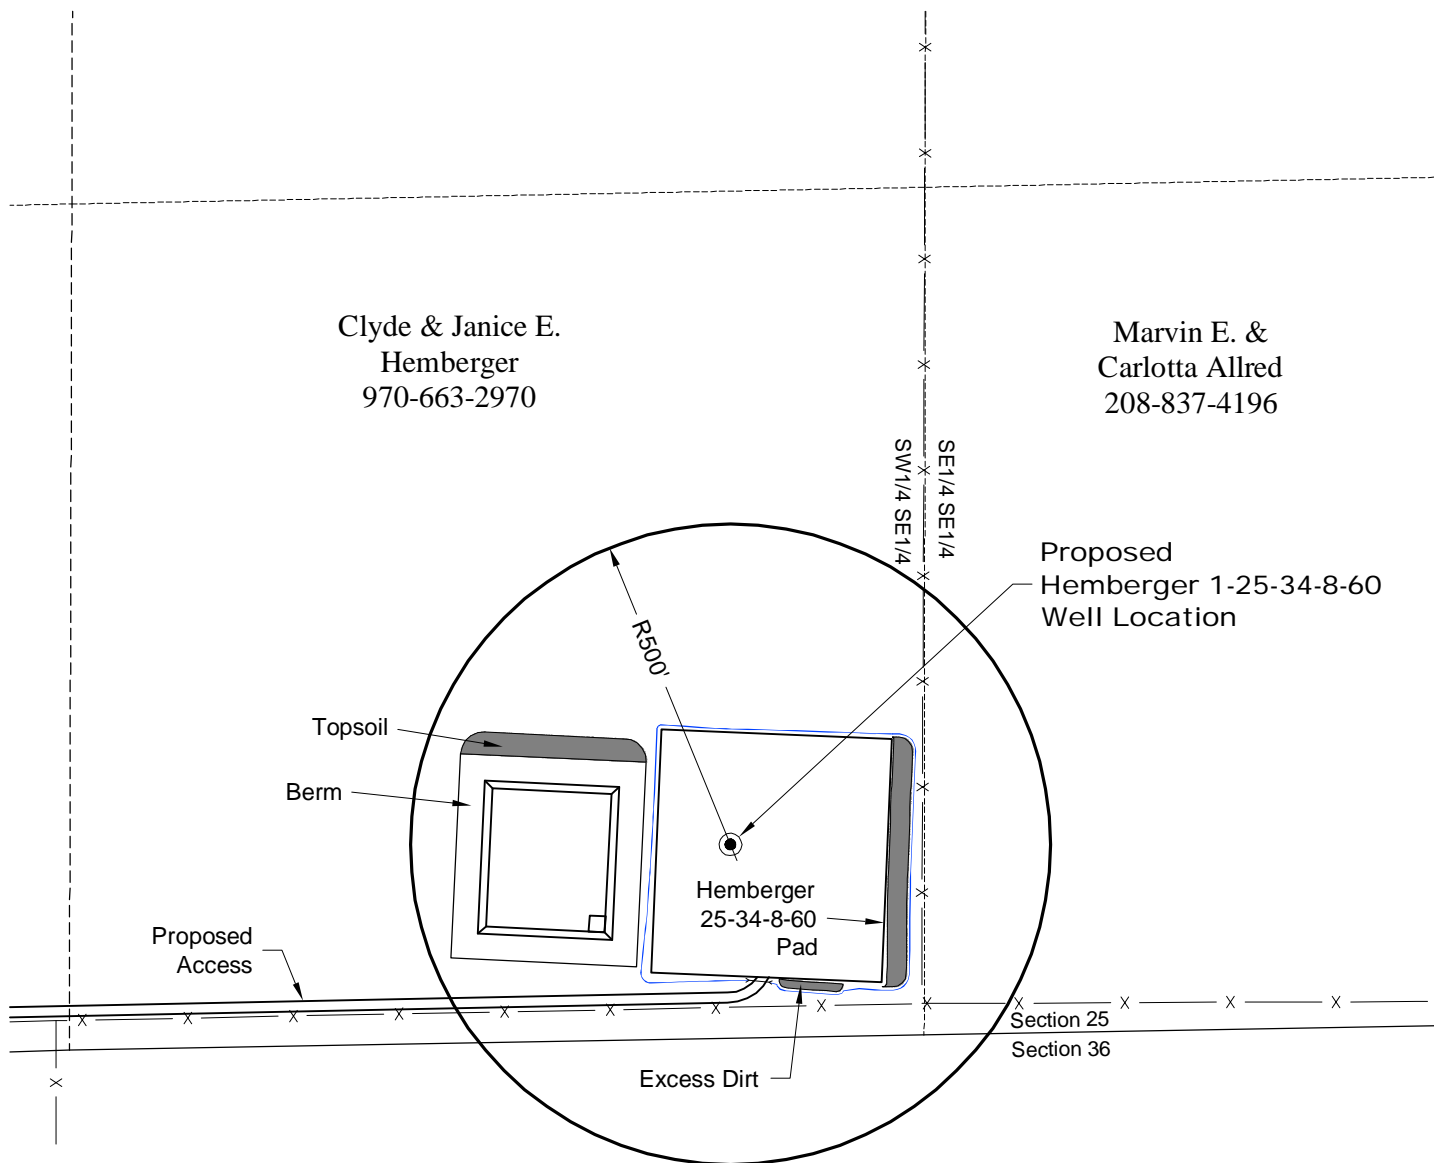 Clyde & Janice E.
Hemberger
970-663-2970
Marvin E. &
Carlotta Allred
208-837-4196
SW1/4 SE1/4
SE1/4 SE1/4
Proposed
Hemberger 1-25-34-8-60
Well Location
R500'
Topsoil
Berm
Hemberger
25-34-8-60
Pad
Proposed
Access
Section 25
Section 36
Excess Dirt